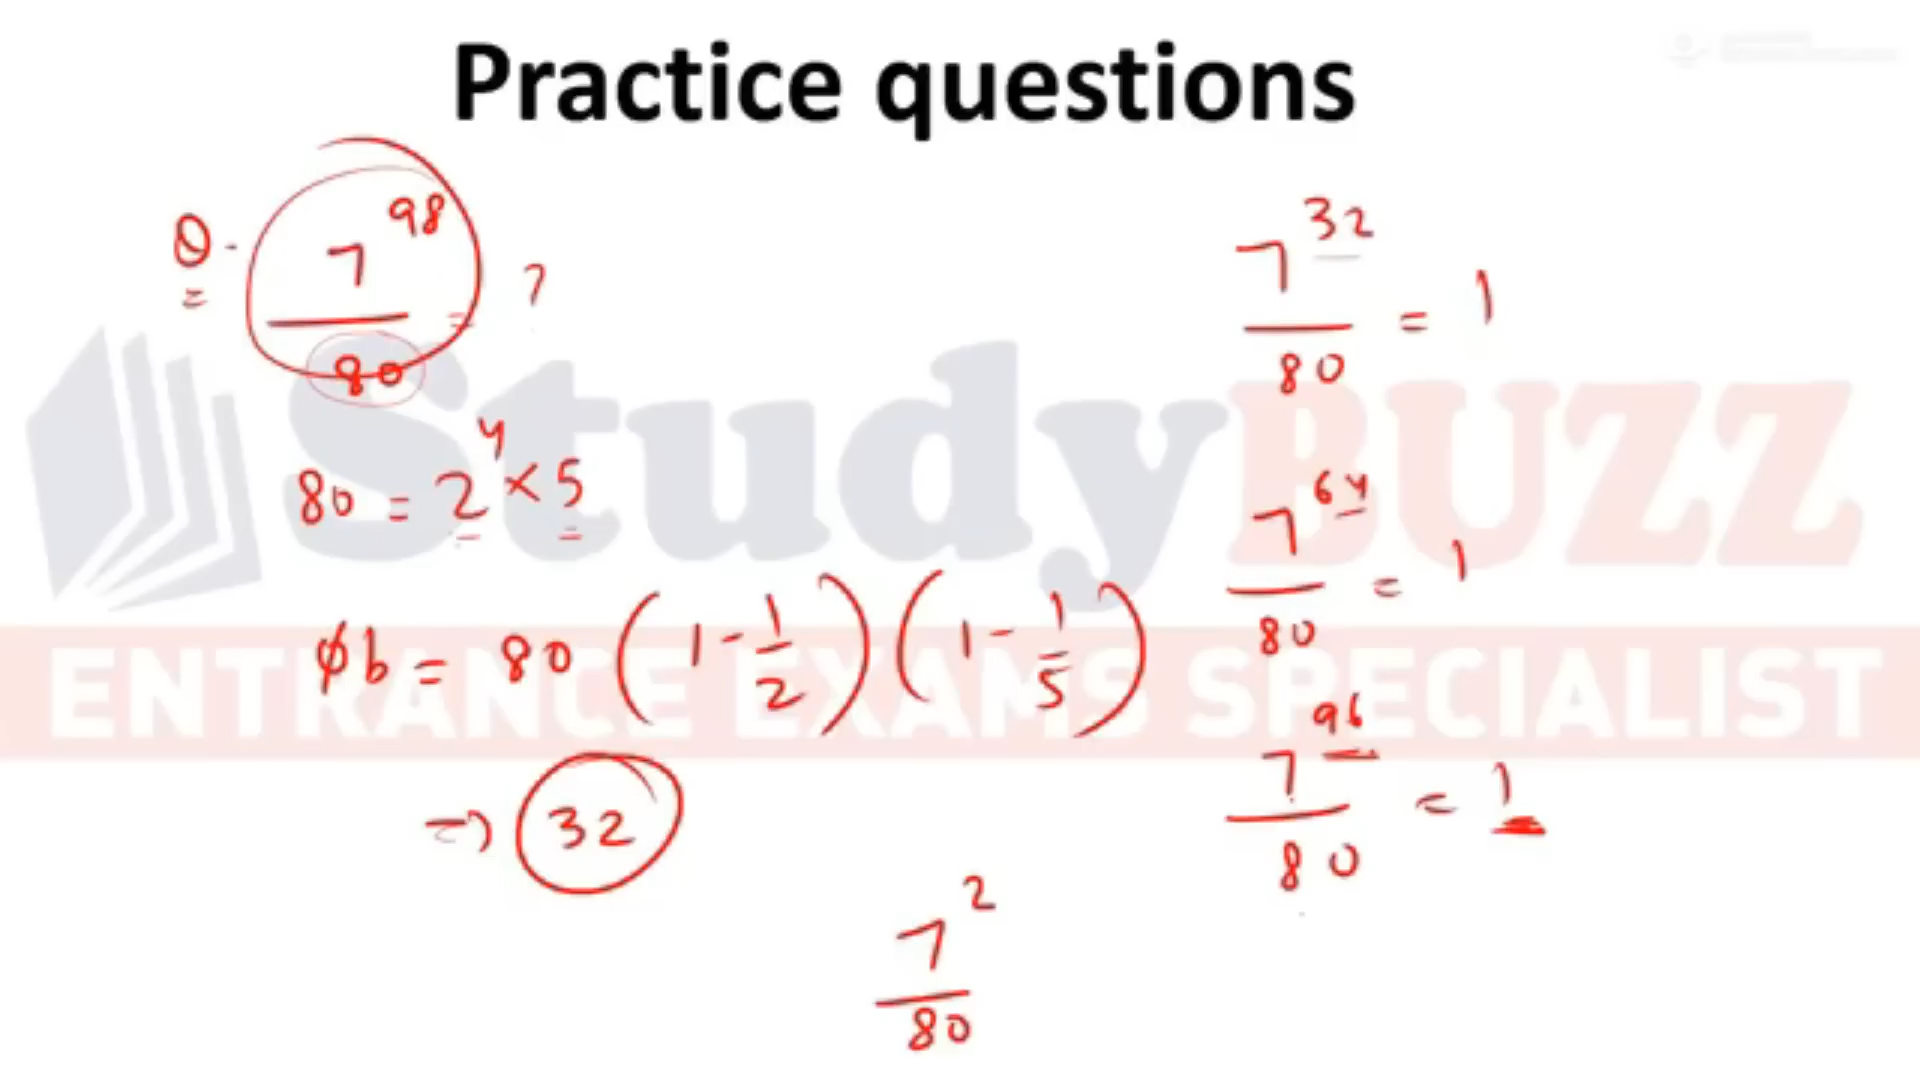 Practice questions
Q. 7^98 / 80 = ?
80 = 2^4 × 5
φb = 80 (1 - 1/2) (1 - 1/5)
=> 32
7^2 / 80
7^32 / 80 = 1
7^64 / 80 = 1
7^96 / 80 = 1
StudyBUZZ
ENTRANCE EXAMS SPECIALIST